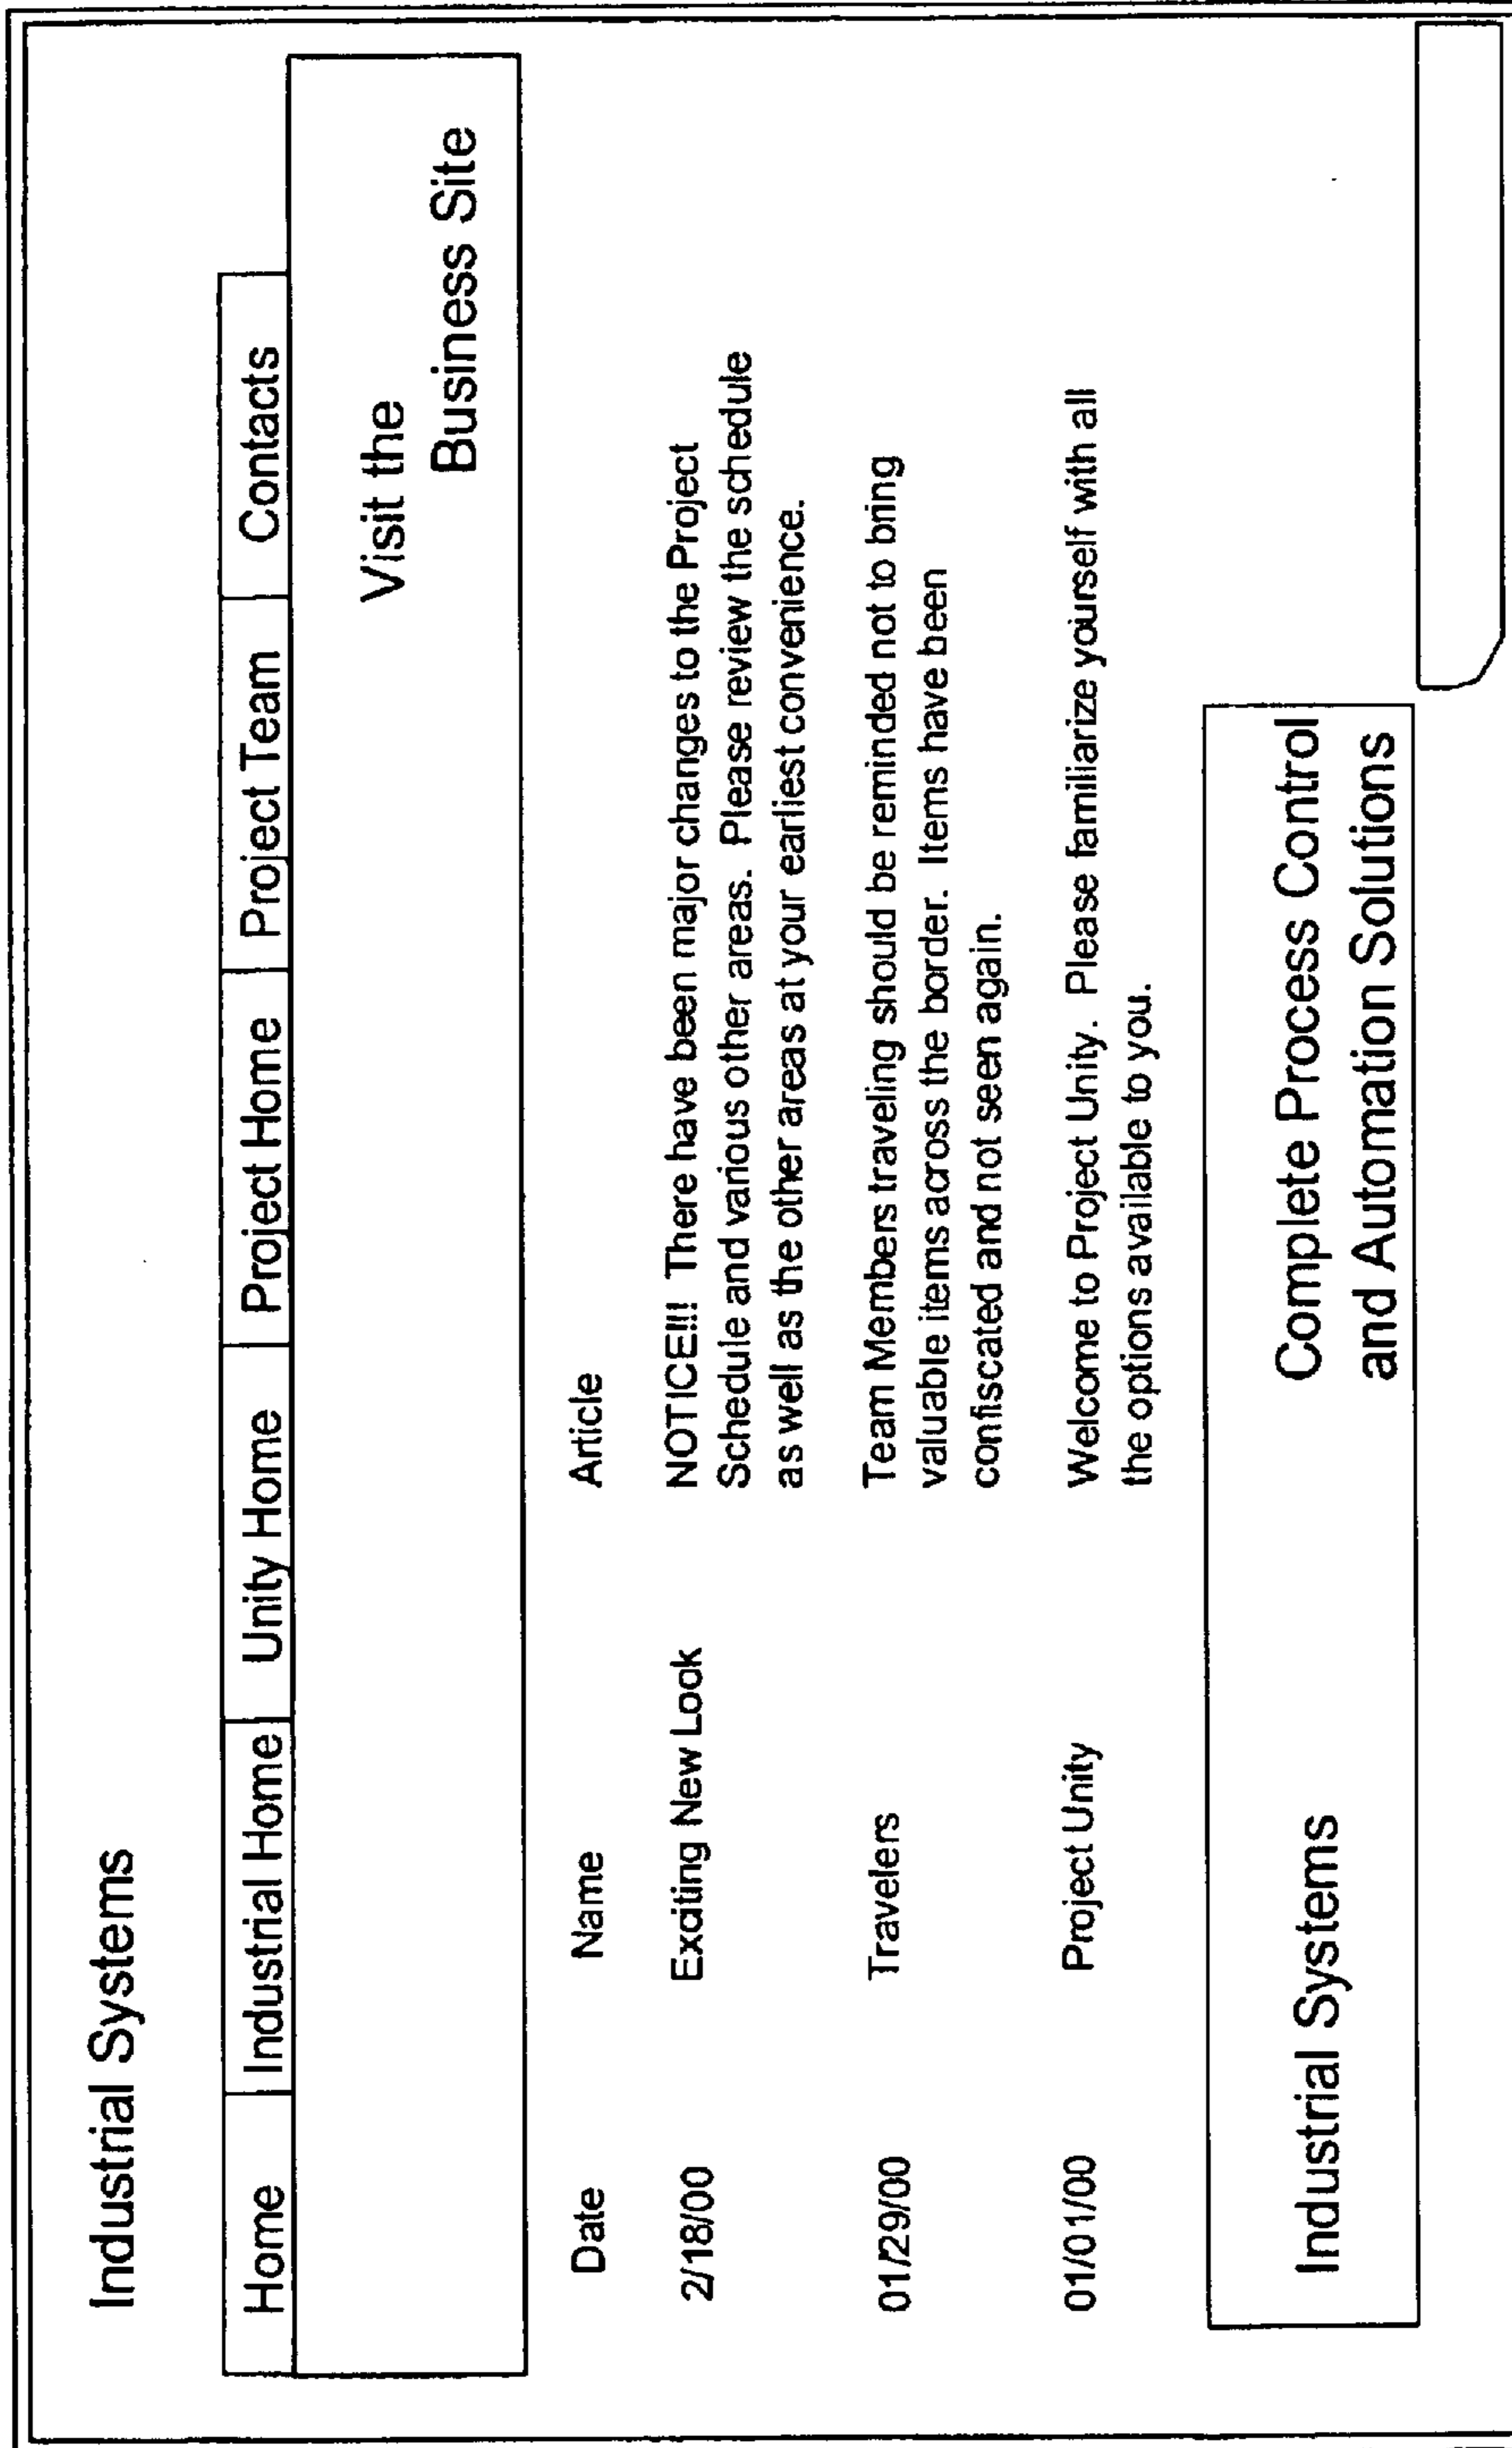 Industrial Systems
Home Industrial Home Unity Home Project Home Project Team Contacts
Visit the
Business Site
Date Name Article
2/18/00 Exciting New Look NOTICE!!! There have been major changes to the Project
Schedule and various other areas. Please review the schedule
as well as the other areas at your earliest convenience.
01/29/00 Travelers Team Members traveling should be reminded not to bring
valuable items across the border. Items have been
confiscated and not seen again.
01/01/00 Project Unity Welcome to Project Unity. Please familiarize yourself with all
the options available to you.
Industrial Systems Complete Process Control
and Automation Solutions